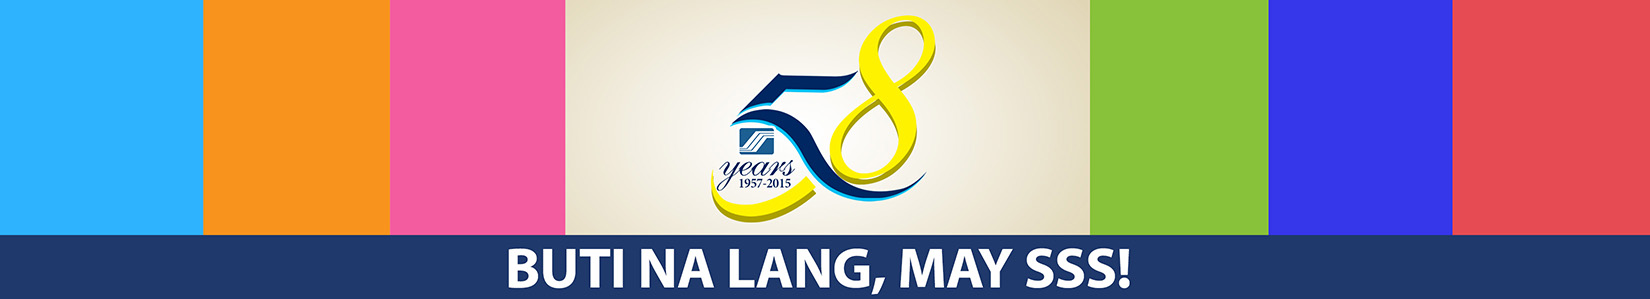 58
years
1957-2015
BUTI NA LANG, MAY SSS!